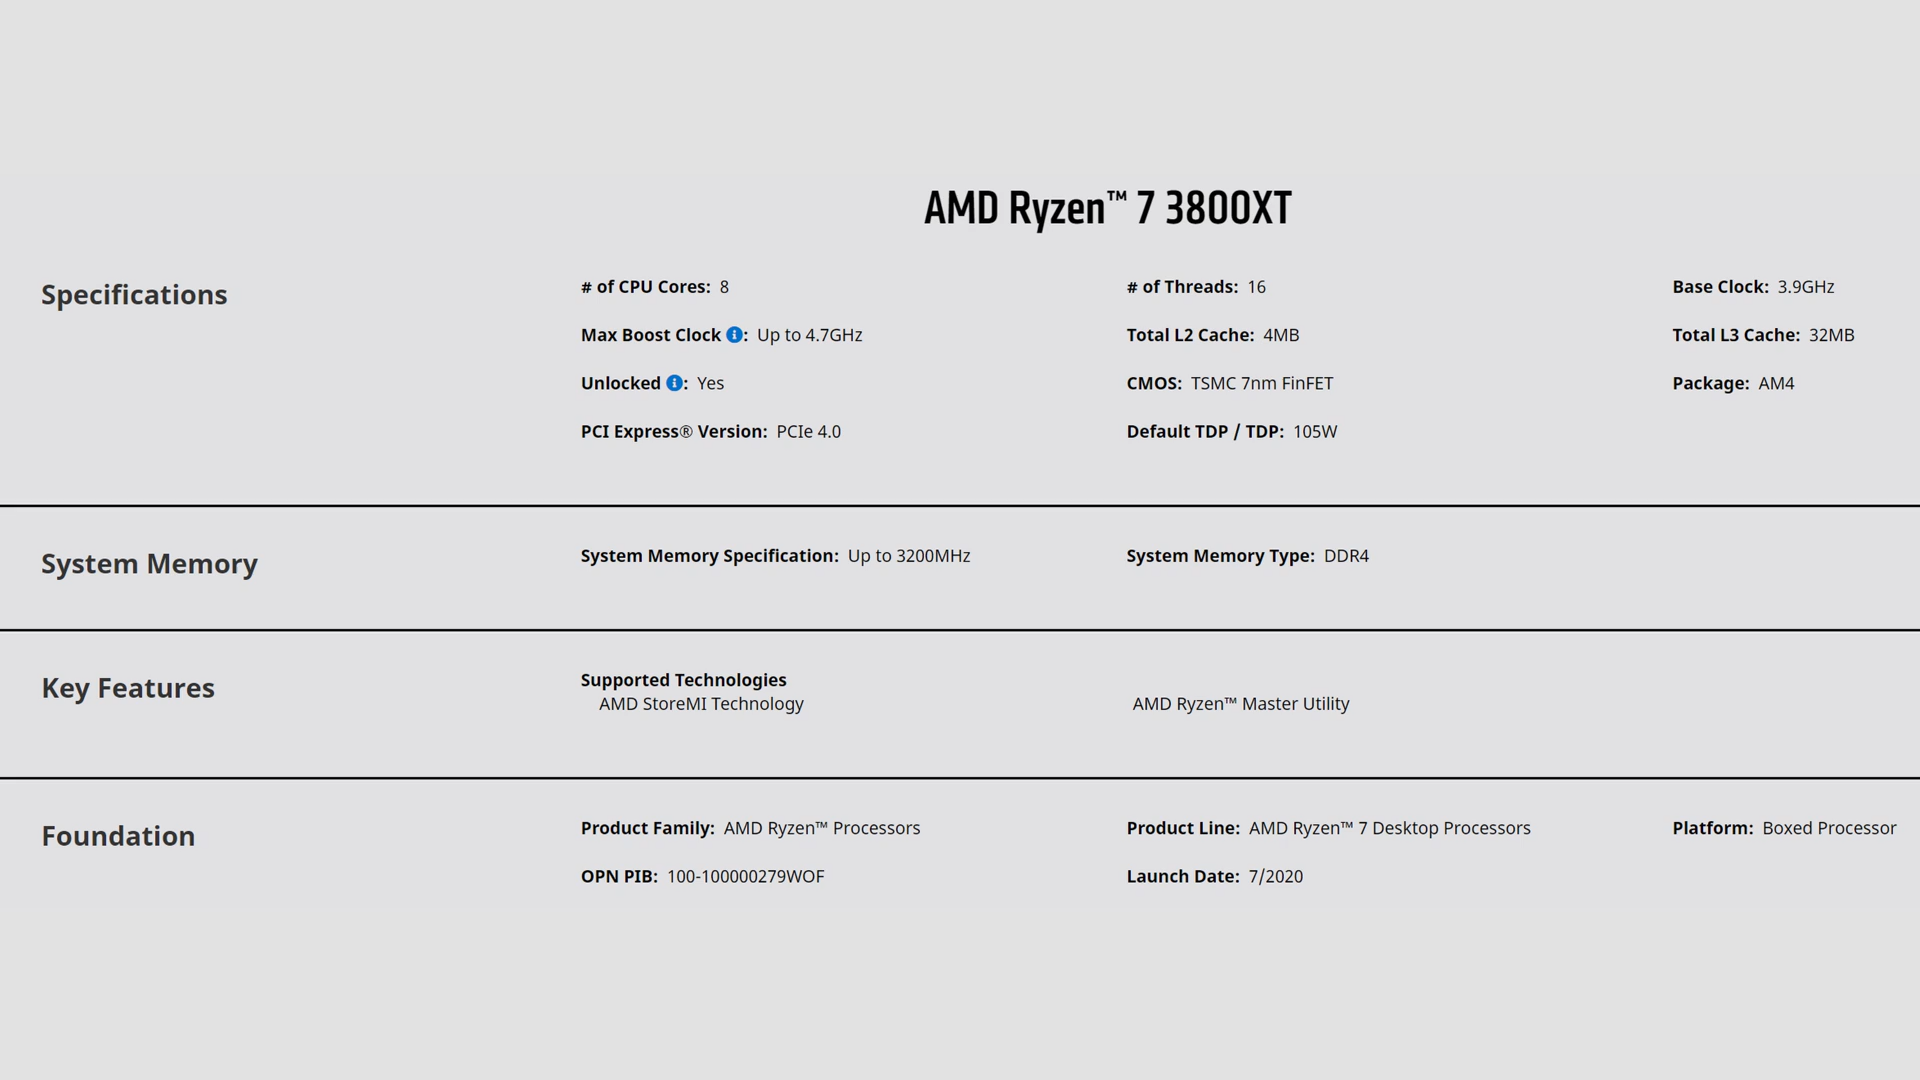 AMD Ryzen™ 7 3800XT
Specifications
# of CPU Cores: 8
# of Threads: 16
Base Clock: 3.9GHz
Max Boost Clock : Up to 4.7GHz
Total L2 Cache: 4MB
Total L3 Cache: 32MB
Unlocked : Yes
CMOS: TSMC 7nm FinFET
Package: AM4
PCI Express® Version: PCIe 4.0
Default TDP / TDP: 105W
System Memory
System Memory Specification: Up to 3200MHz
System Memory Type: DDR4
Key Features
Supported Technologies
AMD StoreMI Technology
AMD Ryzen™ Master Utility
Foundation
Product Family: AMD Ryzen™ Processors
Product Line: AMD Ryzen™ 7 Desktop Processors
Platform: Boxed Processor
OPN PIB: 100-100000279WOF
Launch Date: 7/2020